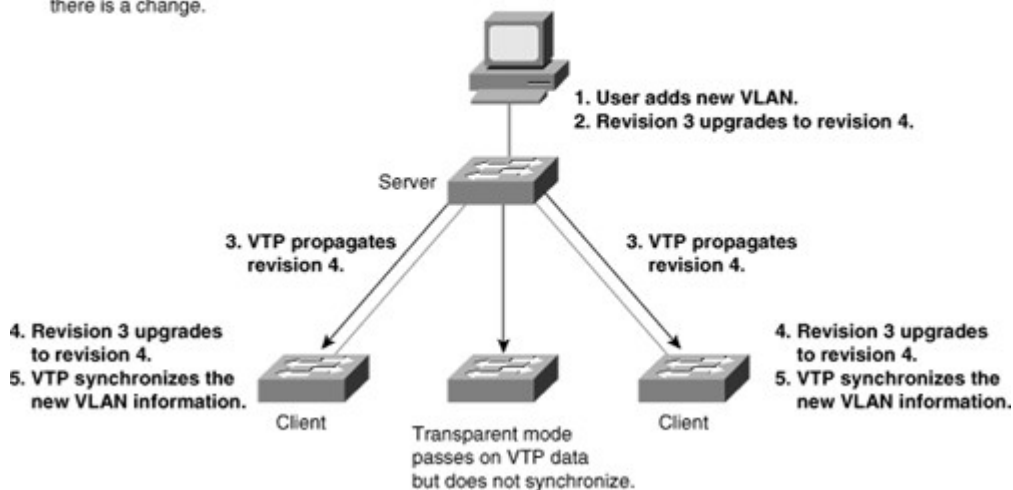 there is a change.
1. User adds new VLAN.
2. Revision 3 upgrades to revision 4.
Server
3. VTP propagates
revision 4.
3. VTP propagates
revision 4.
4. Revision 3 upgrades
to revision 4.
5. VTP synchronizes the
new VLAN information.
Client
Transparent mode
passes on VTP data
but does not synchronize.
Client
4. Revision 3 upgrades
to revision 4.
5. VTP synchronizes the
new VLAN information.